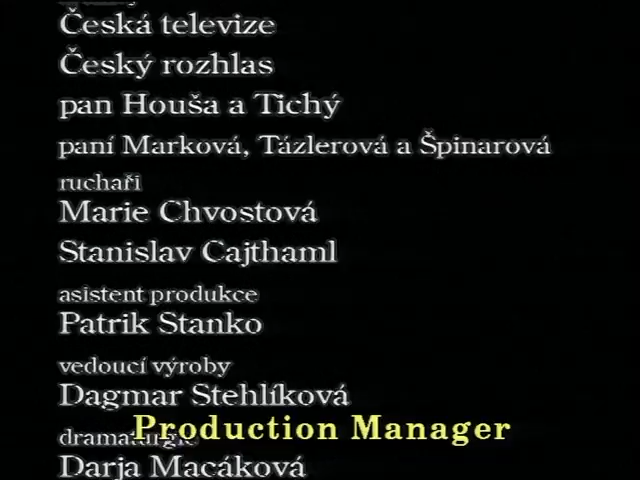 Česká televize
Český rozhlas
pan Houša a Tichý
paní Marková, Tázlerová a Špinarová
ruchaři
Marie Chvostová
Stanislav Cajthaml
asistent produkce
Patrik Stanko
vedoucí výroby
Dagmar Stehlíková
Production Manager
dramaturgie
Darja Macáková